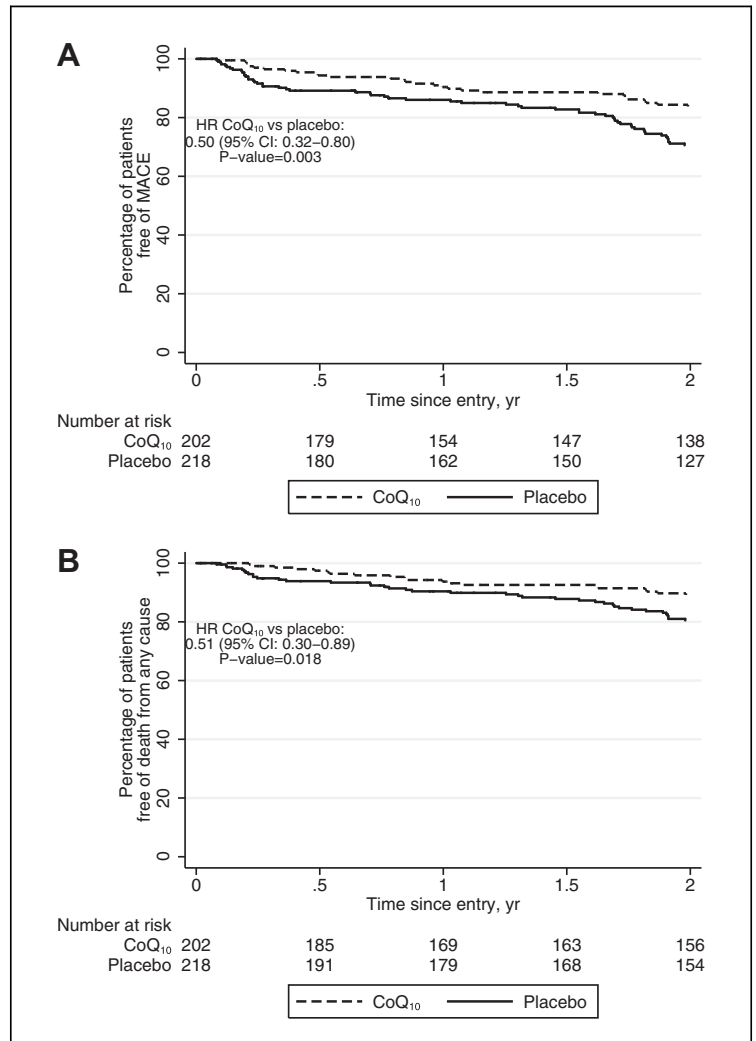 A
Percentage of patients
free of MACE
100
80
60
40
20
0
HR CoQ₁₀ vs placebo:
0.50 (95% CI: 0.32–0.80)
P–value=0.003
0 .5 1 1.5 2
Time since entry, yr
Number at risk
CoQ₁₀ 202 179 154 147 138
Placebo 218 180 162 150 127
CoQ₁₀ Placebo
B
Percentage of patients
free of death from any cause
100
80
60
40
20
0
HR CoQ₁₀ vs placebo:
0.51 (95% CI: 0.30–0.89)
P–value=0.018
0 .5 1 1.5 2
Time since entry, yr
Number at risk
CoQ₁₀ 202 185 169 163 156
Placebo 218 191 179 168 154
CoQ₁₀ Placebo